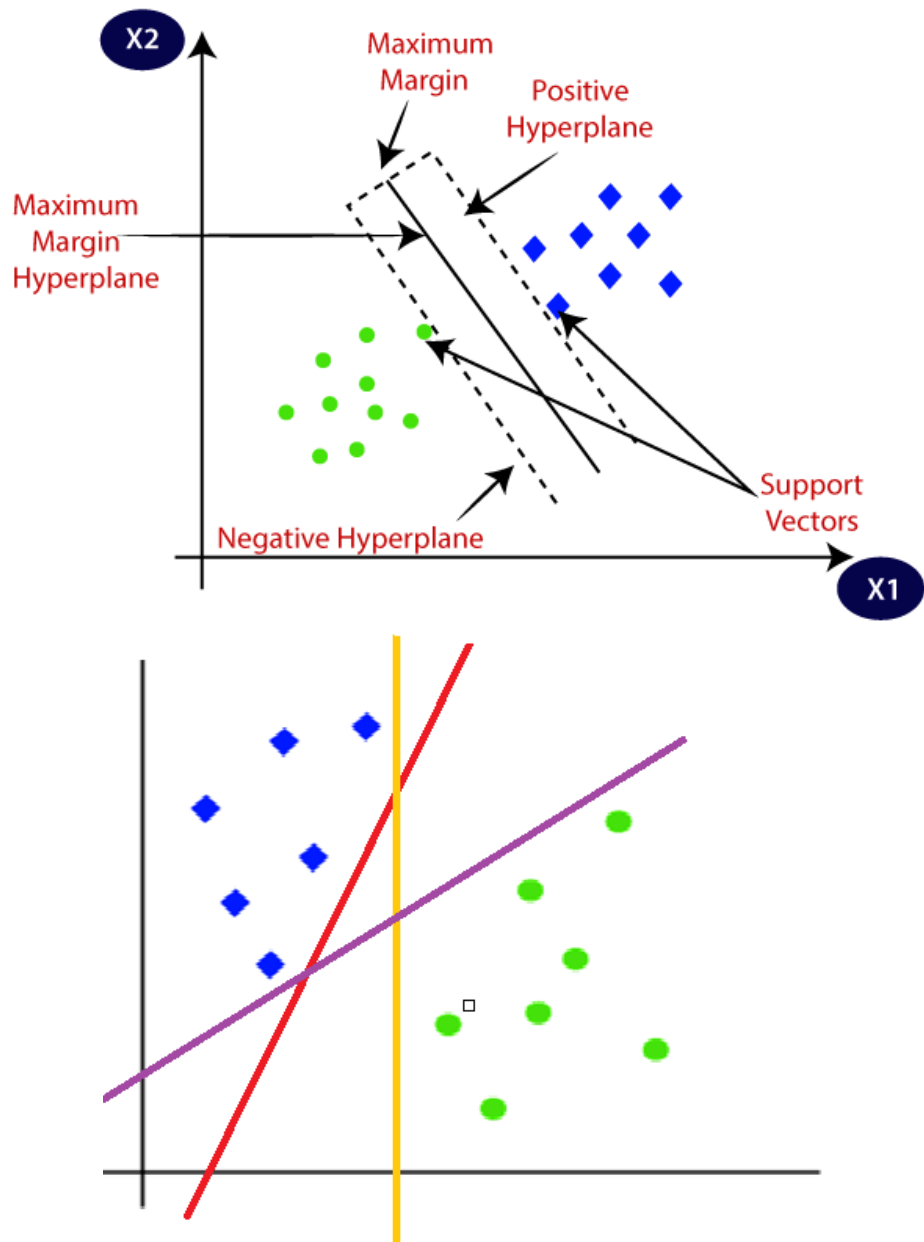 X2
Maximum
Margin
Positive
Hyperplane
Maximum
Margin
Hyperplane
Support
Vectors
Negative Hyperplane
X1